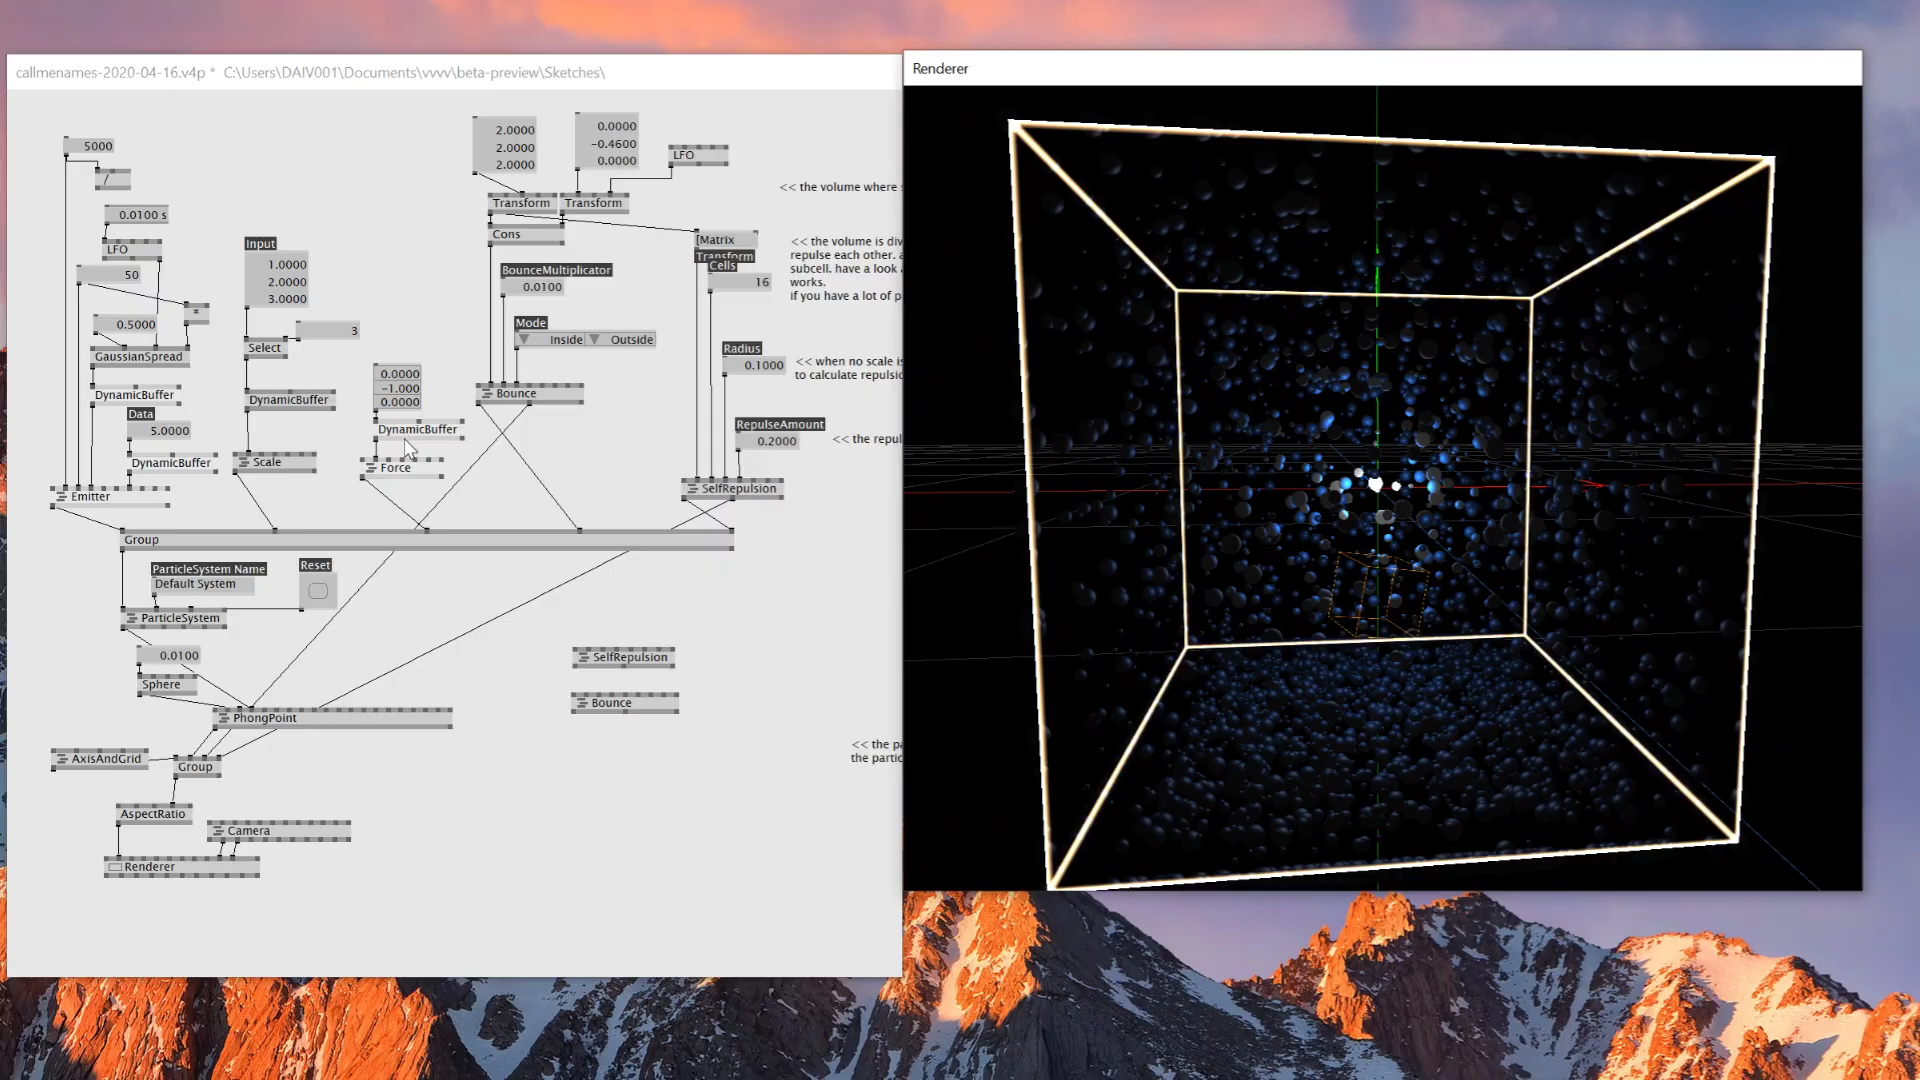 callmenames-2020-04-16.v4p *  C:\Users\DAIV001\Documents\vvvv\beta-preview\Sketches\
Renderer
5000
/
0.0100 s
LFO
50
*
0.5000
GaussianSpread
DynamicBuffer
Data
5.0000
DynamicBuffer
Emitter
Input
1.0000
2.0000
3.0000
3
Select
DynamicBuffer
Scale
0.0000
-1.000
0.0000
DynamicBuffer
Force
2.0000
2.0000
2.0000
0.0000
-0.4600
0.0000
LFO
Transform
Transform
Cons
BounceMultiplicator
0.0100
Mode
Inside
Outside
Bounce
<< the volume where
[Matrix
Transform
Cells
16
<< the volume is div
repulse each other.
subcell. have a look
works.
if you have a lot of p
Radius
0.1000
<< when no scale is
to calculate repulsi
RepulseAmount
0.2000
<< the repul
SelfRepulsion
Group
ParticleSystem Name
Default System
Reset
ParticleSystem
0.0100
Sphere
PhongPoint
SelfRepulsion
Bounce
<< the pa
the partic
AxisAndGrid
Group
AspectRatio
Camera
Renderer